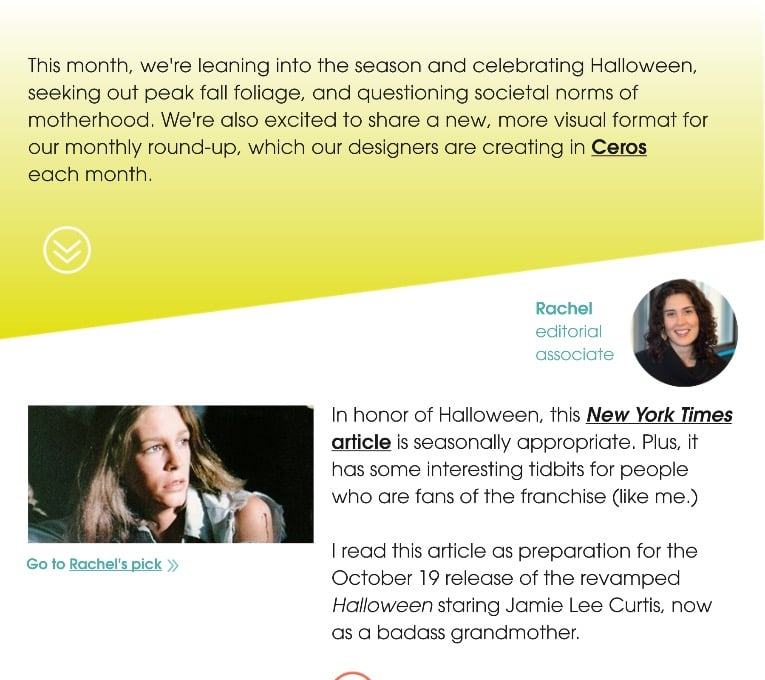 This month, we're leaning into the season and celebrating Halloween,
seeking out peak fall foliage, and questioning societal norms of
motherhood. We're also excited to share a new, more visual format for
our monthly round-up, which our designers are creating in Ceros
each month.
Rachel
editorial
associate
In honor of Halloween, this New York Times
article is seasonally appropriate. Plus, it
has some interesting tidbits for people
who are fans of the franchise (like me.)
I read this article as preparation for the
October 19 release of the revamped
Halloween staring Jamie Lee Curtis, now
as a badass grandmother.
Go to Rachel's pick